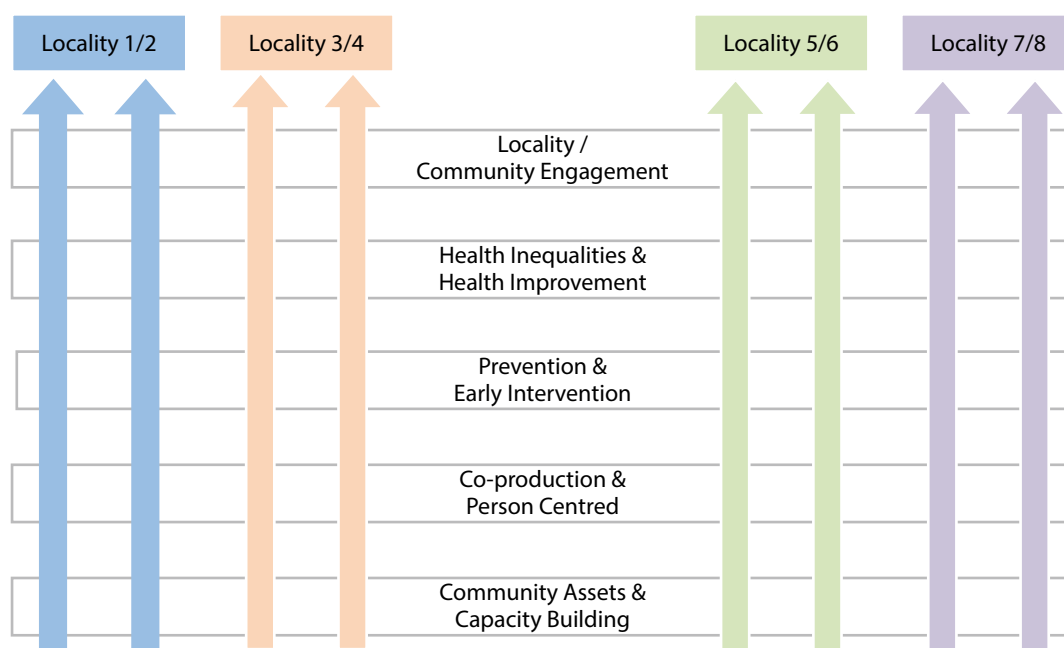 Locality 1/2
Locality 3/4
Locality 5/6
Locality 7/8
Locality /
Community Engagement
Health Inequalities &
Health Improvement
Prevention &
Early Intervention
Co-production &
Person Centred
Community Assets &
Capacity Building